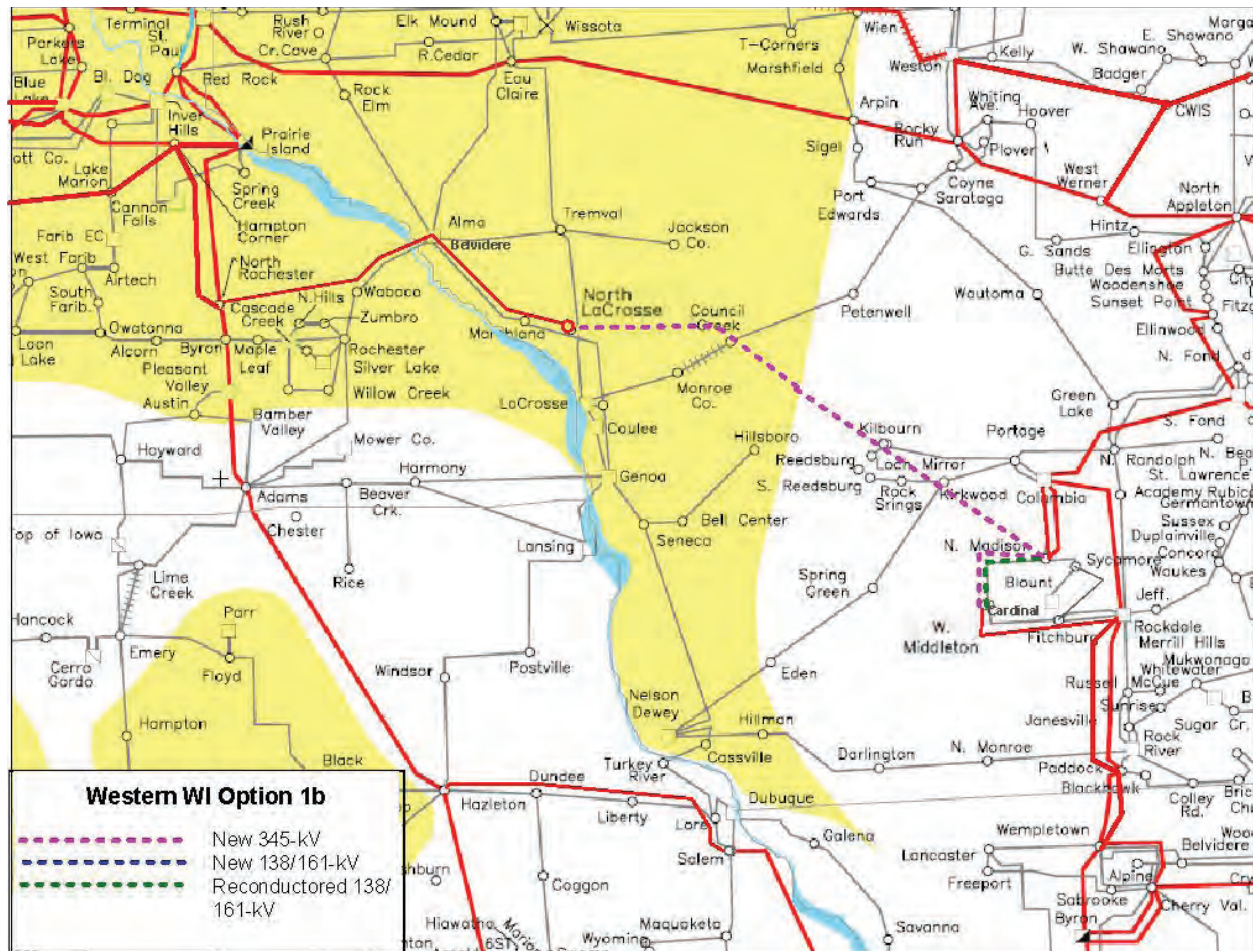 Terminal
St.
Paul
Rush
River
Elk Mound
Wissota
Wien
Parkers
Lake
Cr.Cave
R.Cedar
T-Corners
Kelly
W. Shawano
E. Shawano
Bl. Dog
Blue
Lake
Red Rock
Eau
Claire
Marshfield
Weston
Badger
Rock
Elm
Arpin
Whiting
Ave.
Hoover
CWIS
Inver
Hills
Prairie
Island
Rocky
Run
Sigel
Plover
Lake
Marion
Spring
Creek
Coyne
Saratoga
West
Werner
North
Appleton
Cannon
Falls
Hampton
Corner
Alma
Tremval
Port
Edwards
Farib EC
Belvidere
Jackson
Co.
Hintz
G. Sands
Ellington
West Farib
Airtech
North
Rochester
Butte Des Morts
Woodenshoe
Sunset Point
South
Farib.
Cascade
Creek
N.Hills
Wabaco
Zumbro
North
LaCrosse
Council
Creek
Wautoma
Petenwell
Ellinwood
Owatonna
Marshland
Alcorn
Byron
Maple
Leaf
Rochester
Silver Lake
N. Fond
Pleasant
Valley
Willow Creek
Monroe
Co.
Green
Lake
Austin
LaCrosse
Bamber
Valley
Coulee
Kilbourn
Portage
S. Fond
Hayward
Mower Co.
Hillsboro
Reedsburg
Loch Mirror
N. Randolph
Harmony
Genoa
S. Reedsburg
Rock
Srings
Kirkwood
Columbia
St. Lawrence
Adams
Beaver
Crk.
Academy
Rubic
Germantown
Chester
Bell Center
Sussex
Top of Iowa
Lansing
Seneca
N. Madison
Sycamore
Duplainville
Concord
Lime
Creek
Rice
Spring
Green
Blount
Waukes
Hancock
Parr
Cardinal
Jeff.
W.
Middleton
Fitchburg
Rockdale
Merrill Hills
Emery
Cerro
Gordo
Floyd
Windsor
Postville
Eden
Mukwonago
Whitewater
Russel
McCue
Sunrise
Nelson
Dewey
Hampton
Hillman
Janesville
Sugar Cr.
Rock
River
Cassville
Darlington
N. Monroe
Black
Turkey
River
Paddock
Blackhawk
Dundee
Colley
Rd.
Hazleton
Liberty
Lore
Dubuque
Galena
Wempletown
Salem
Lancaster
Belvidere
Freeport
Alpine
Coggon
Sabrooke
Byron
Cherry Val.
Hiawatha
Maquoketa
Wyoming
Savanna
Western WI Option 1b
New 345-kV
New 138/161-kV
Reconductored 138/
161-kV